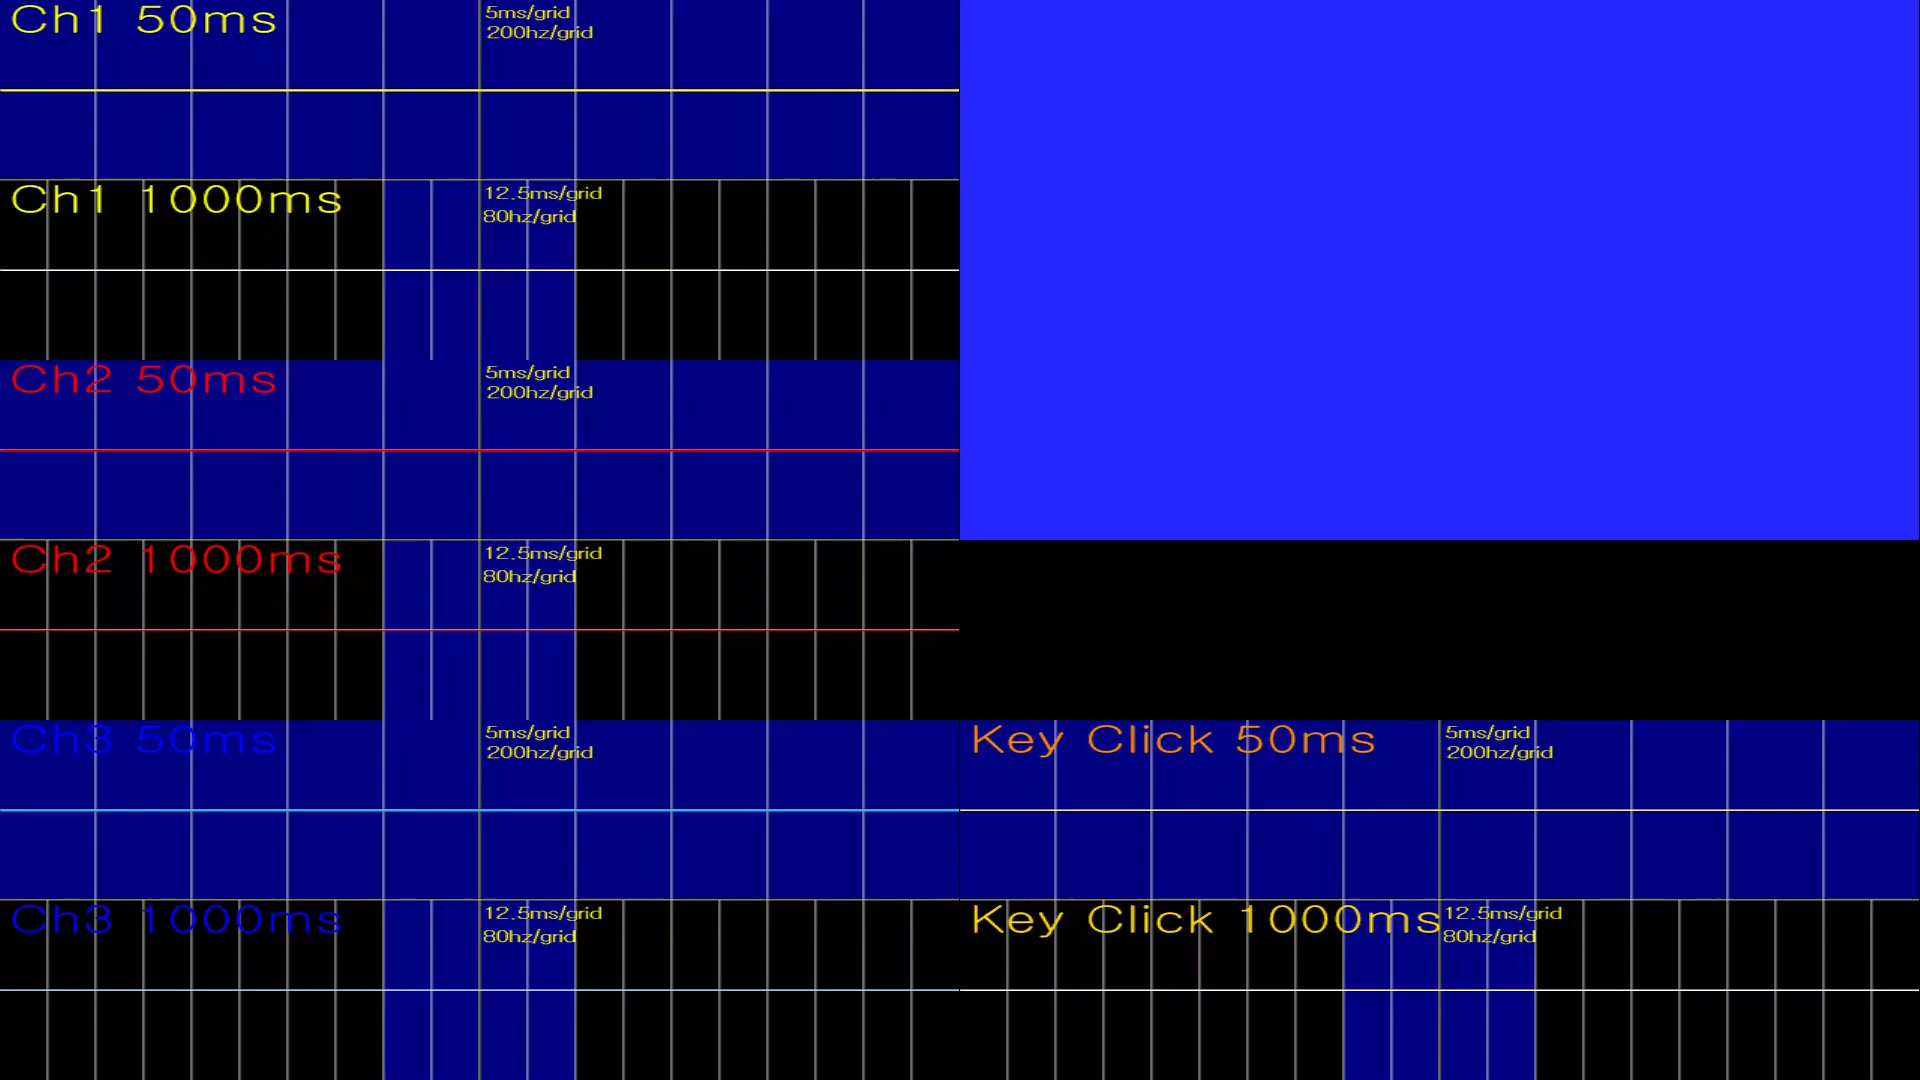 Ch1 50ms
5ms/grid
200hz/grid
Ch1 1000ms
12.5ms/grid
80hz/grid
Ch2 50ms
5ms/grid
200hz/grid
Ch2 1000ms
12.5ms/grid
80hz/grid
Ch3 50ms
5ms/grid
200hz/grid
Key Click 50ms
5ms/grid
200hz/grid
Ch3 1000ms
12.5ms/grid
80hz/grid
Key Click 1000ms
12.5ms/grid
80hz/grid